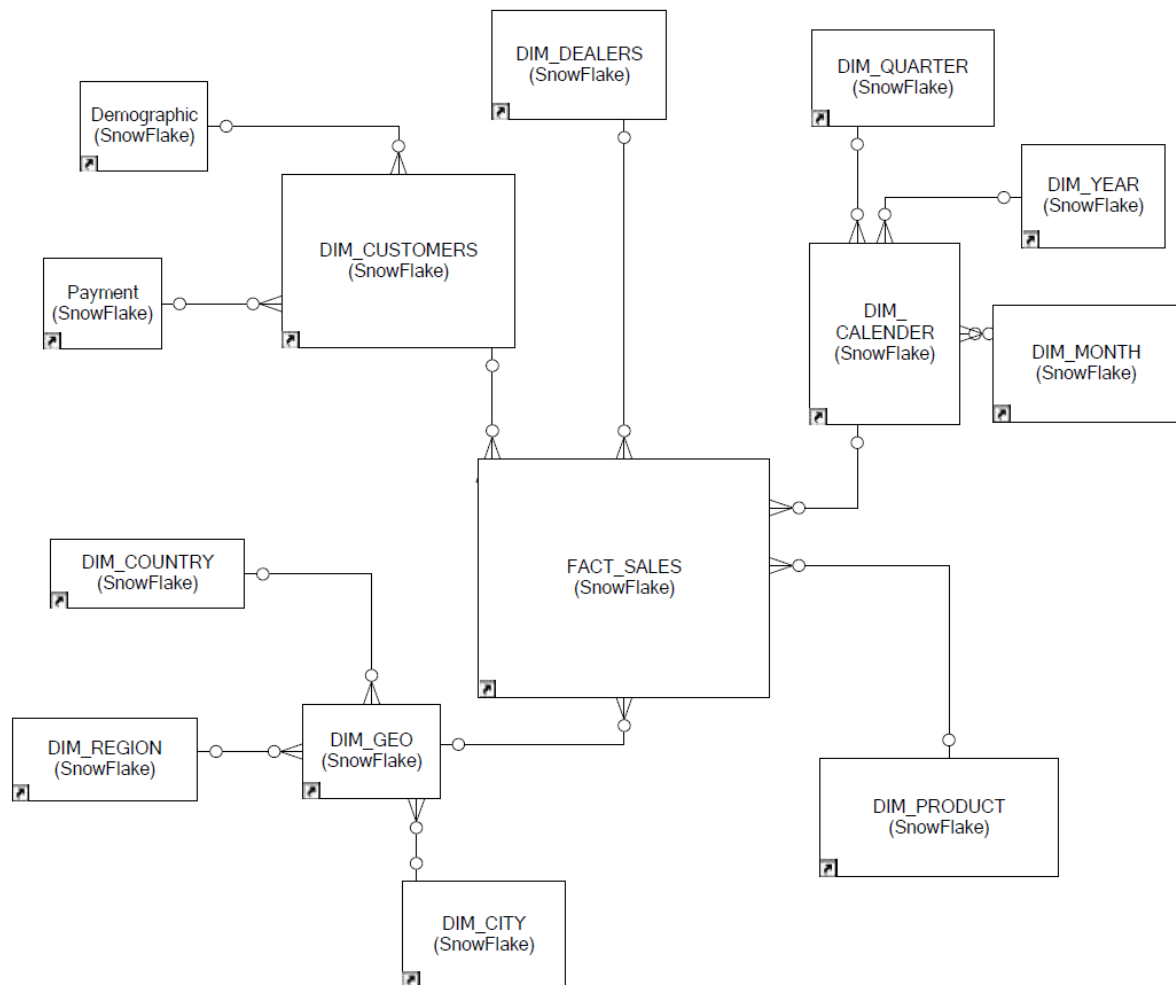 DIM_DEALERS
(SnowFlake)
DIM_QUARTER
(SnowFlake)
Demographic
(SnowFlake)
DIM_YEAR
(SnowFlake)
DIM_CUSTOMERS
(SnowFlake)
Payment
(SnowFlake)
DIM_
CALENDER
(SnowFlake)
DIM_MONTH
(SnowFlake)
DIM_COUNTRY
(SnowFlake)
FACT_SALES
(SnowFlake)
DIM_REGION
(SnowFlake)
DIM_GEO
(SnowFlake)
DIM_PRODUCT
(SnowFlake)
DIM_CITY
(SnowFlake)